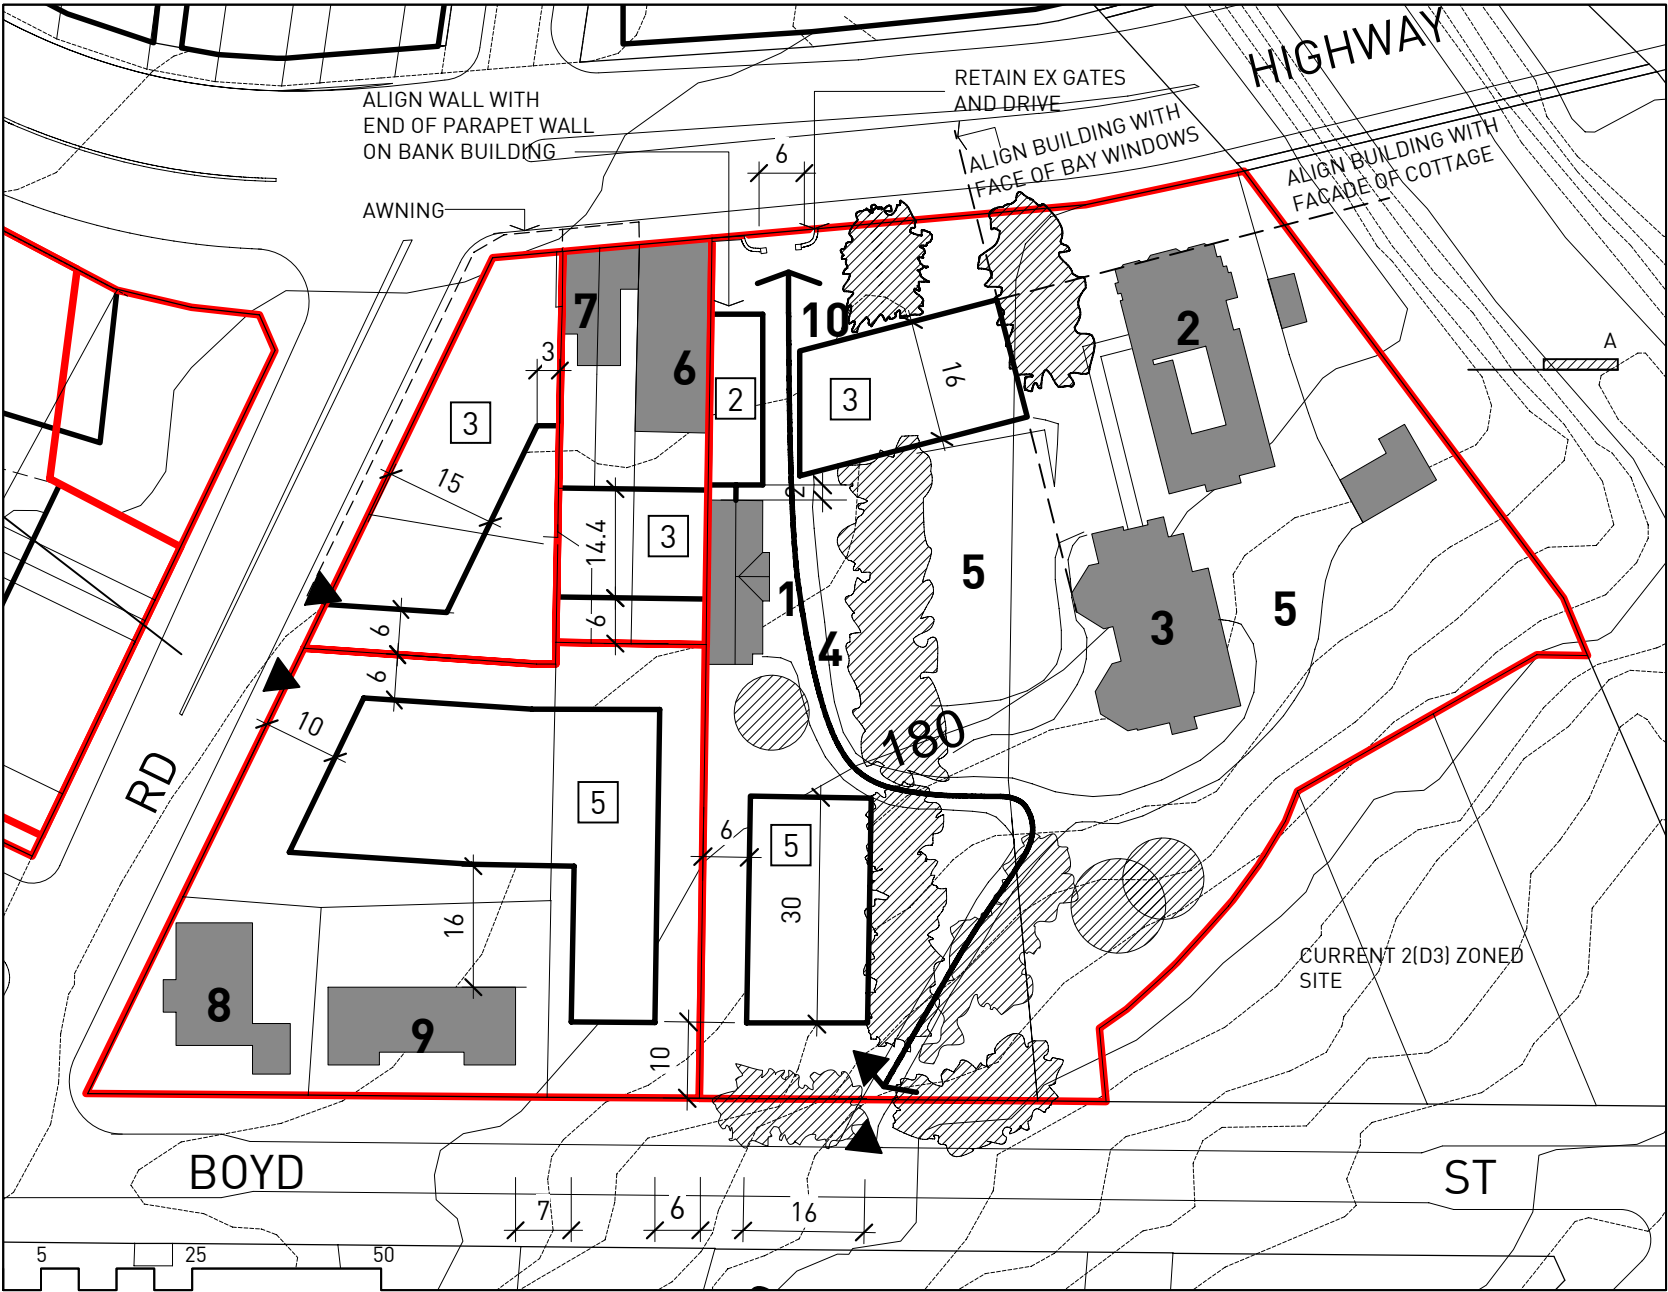 HIGHWAY
RETAIN EX GATES
AND DRIVE
ALIGN WALL WITH
END OF PARAPET WALL
ON BANK BUILDING
6
ALIGN BUILDING WITH
FACE OF BAY WINDOWS
ALIGN BUILDING WITH
FACADE OF COTTAGE
AWNING
7
10
2
A
3
6
16
3
2
3
15
2
14.4
3
5
1
5
6
6
4
3
6
10
180
RD
5
6
5
30
16
CURRENT 2(D3) ZONED
SITE
8
9
10
BOYD
ST
7
6
16
5
25
50